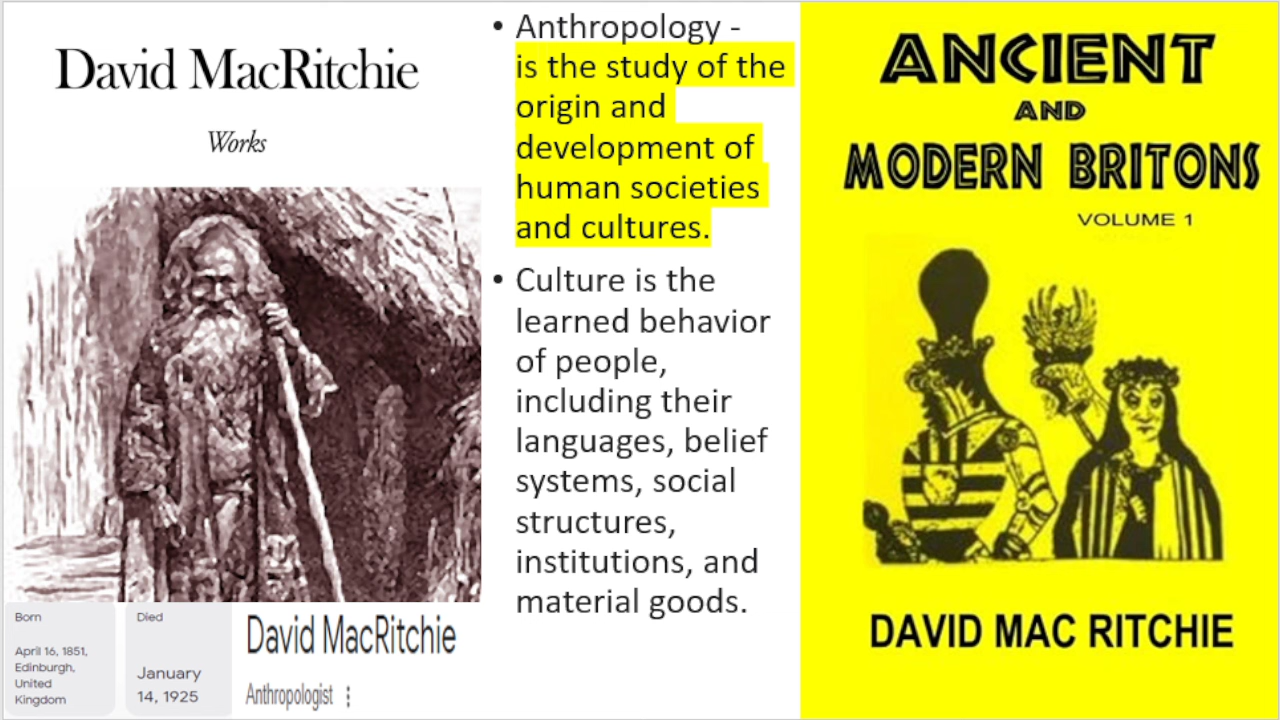 David MacRitchie
Works
Born
April 16, 1851,
Edinburgh,
United
Kingdom
Died
January
14, 1925
David MacRitchie
Anthropologist ⋮
• Anthropology -
is the study of the
origin and
development of
human societies
and cultures.
• Culture is the
learned behavior
of people,
including their
languages, belief
systems, social
structures,
institutions, and
material goods.
ANCIENT
AND
MODERN BRITONS
VOLUME 1
DAVID MAC RITCHIE